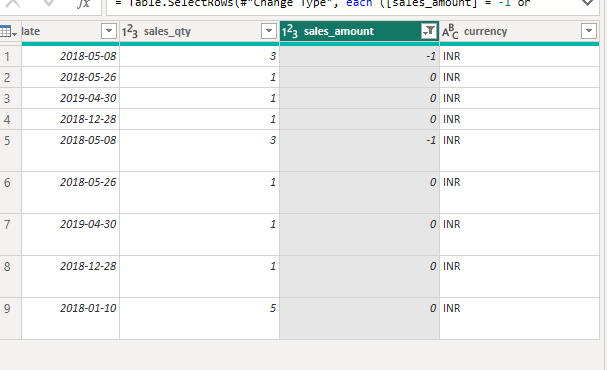 fx = Table.SelectRows(#"Change Type", each ([sales_amount] = -1 or
date 123 sales_qty 123 sales_amount ABC currency
1 2018-05-08 3 -1 INR
2 2018-05-26 1 0 INR
3 2019-04-30 1 0 INR
4 2018-12-28 1 0 INR
5 2018-05-08 3 -1 INR
6 2018-05-26 1 0 INR
7 2019-04-30 1 0 INR
8 2018-12-28 1 0 INR
9 2018-01-10 5 0 INR